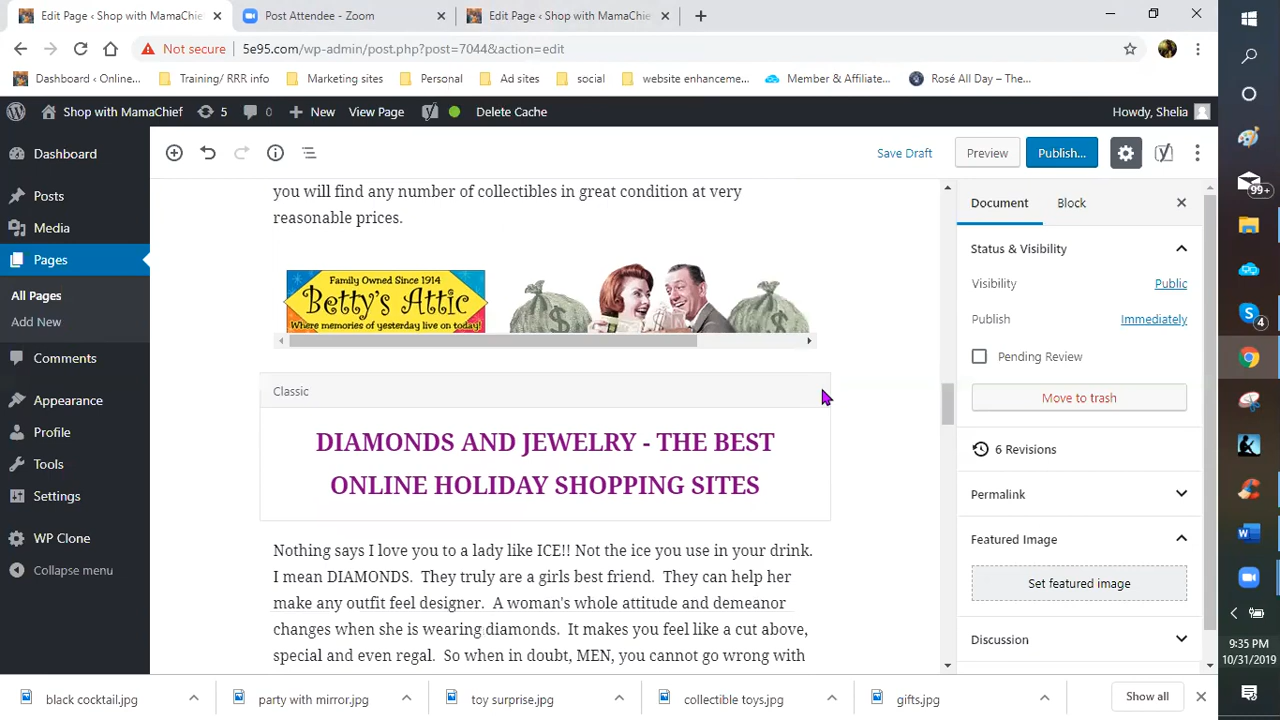 Edit Page ‹ Shop with MamaChief
Post Attendee - Zoom
Edit Page ‹ Shop with MamaChief
Not secure
5e95.com/wp-admin/post.php?post=7044&action=edit
Dashboard ‹ Online...
Training/ RRR info
Marketing sites
Personal
Ad sites
social
website enhanceme...
Member & Affiliate...
Rosé All Day – The...
Shop with MamaChief
5
0
New
View Page
Delete Cache
Howdy, Shelia
Dashboard
Posts
Media
Pages
All Pages
Add New
Comments
Appearance
Profile
Tools
Settings
WP Clone
Collapse menu
Save Draft
Preview
Publish...
you will find any number of collectibles in great condition at very
reasonable prices.
Family Owned Since 1914
Betty's Attic
Where memories of yesterday live on today!
Classic
DIAMONDS AND JEWELRY - THE BEST
ONLINE HOLIDAY SHOPPING SITES
Nothing says I love you to a lady like ICE!! Not the ice you use in your drink.
I mean DIAMONDS.  They truly are a girls best friend.  They can help her
make any outfit feel designer.  A woman's whole attitude and demeanor
changes when she is wearing diamonds.  It makes you feel like a cut above,
special and even regal.  So when in doubt, MEN, you cannot go wrong with
Document
Block
Status & Visibility
Visibility
Public
Publish
Immediately
Pending Review
Move to trash
6 Revisions
Permalink
Featured Image
Set featured image
Discussion
99+
4
9:35 PM
10/31/2019
black cocktail.jpg
party with mirror.jpg
toy surprise.jpg
collectible toys.jpg
gifts.jpg
Show all